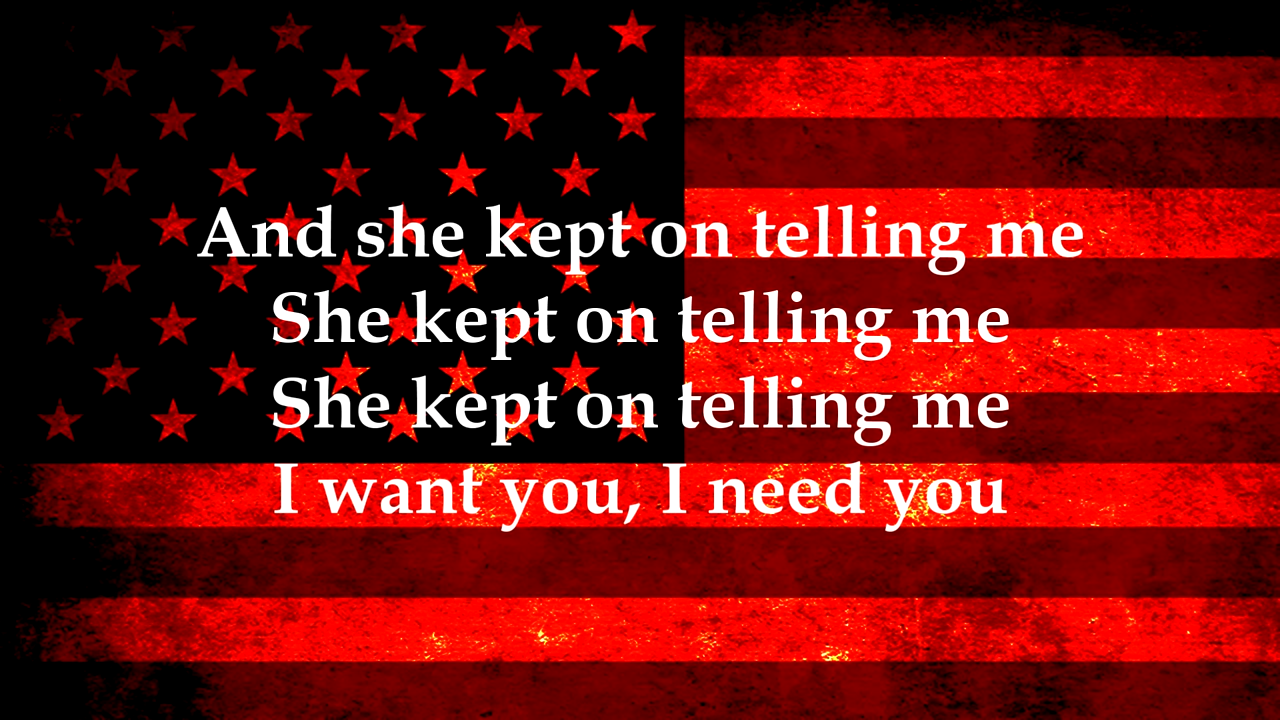 And she kept on telling me
She kept on telling me
She kept on telling me
I want you, I need you